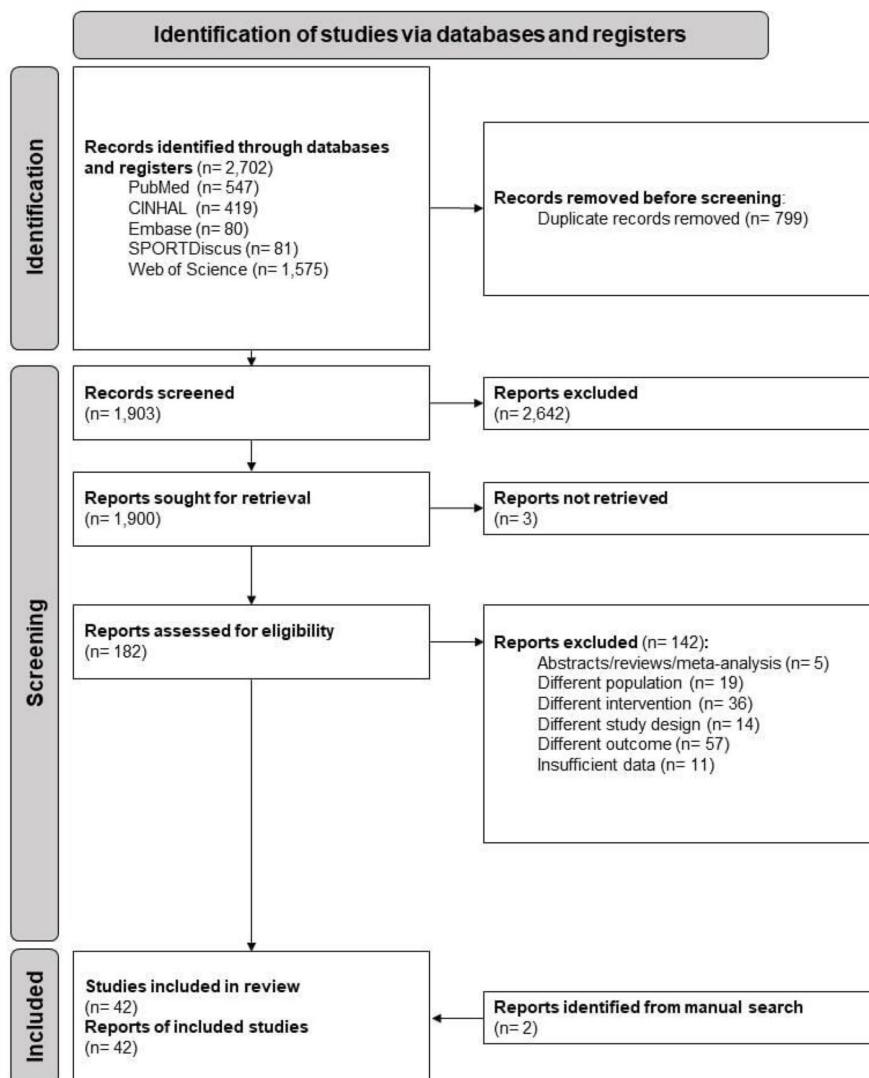 Identification of studies via databases and registers
Identification
Records identified through databases
and registers (n= 2,702)
PubMed (n= 547)
CINHAL (n= 419)
Embase (n= 80)
SPORTDiscus (n= 81)
Web of Science (n= 1,575)
Records removed before screening:
Duplicate records removed (n= 799)
Screening
Records screened
(n= 1,903)
Reports excluded
(n= 2,642)
Reports sought for retrieval
(n= 1,900)
Reports not retrieved
(n= 3)
Reports assessed for eligibility
(n= 182)
Reports excluded (n= 142):
Abstracts/reviews/meta-analysis (n= 5)
Different population (n= 19)
Different intervention (n= 36)
Different study design (n= 14)
Different outcome (n= 57)
Insufficient data (n= 11)
Included
Studies included in review
(n= 42)
Reports of included studies
(n= 42)
Reports identified from manual search
(n= 2)